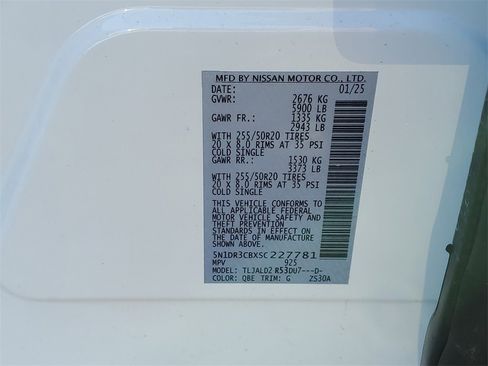 MFD BY NISSAN MOTOR CO., LTD.
DATE: 01/25
GVWR: 2676 KG
5900 LB
GAWR FR.: 1335 KG
2943 LB
WITH 255/50R20 TIRES
20 X 8.0 RIMS AT 35 PSI
COLD SINGLE
GAWR RR.: 1530 KG
3373 LB
WITH 255/50R20 TIRES
20 X 8.0 RIMS AT 35 PSI
COLD SINGLE
THIS VEHICLE CONFORMS TO
ALL APPLICABLE FEDERAL
MOTOR VEHICLE SAFETY AND
THEFT PREVENTION
STANDARDS IN EFFECT ON
THE DATE OF MANUFACTURE
SHOWN ABOVE.
5N1DR3CBXSC227781
MPV 925
MODEL: TLJALD2 R53DU7---D-
COLOR: QBE TRIM: G ZS30A